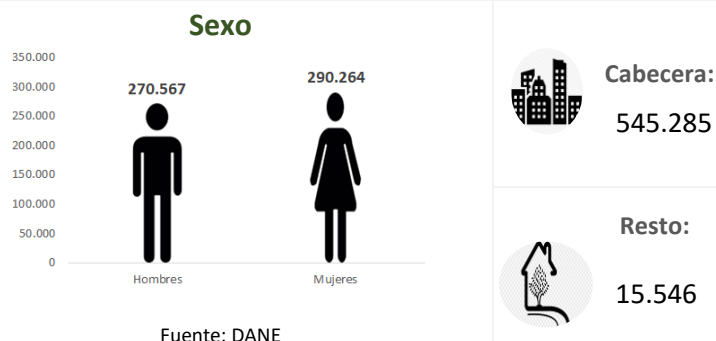 Sexo
350.000
300.000
250.000
200.000
150.000
100.000
50.000
0
270.567
290.264
Hombres
Mujeres
Fuente: DANE
Cabecera:
545.285
Resto:
15.546